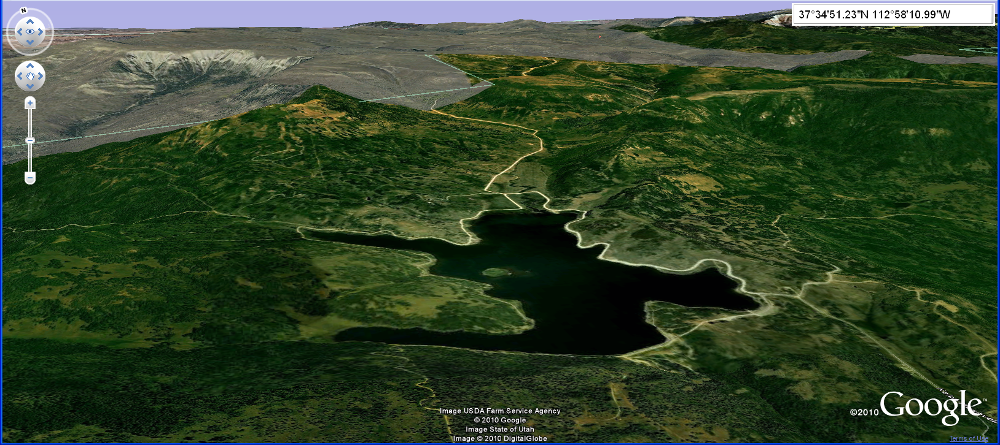 N
37°34'51.23"N 112°58'10.99"W
Image USDA Farm Service Agency
© 2010 Google
Image State of Utah
Image © 2010 DigitalGlobe
©2010 Google™
Terms of Use